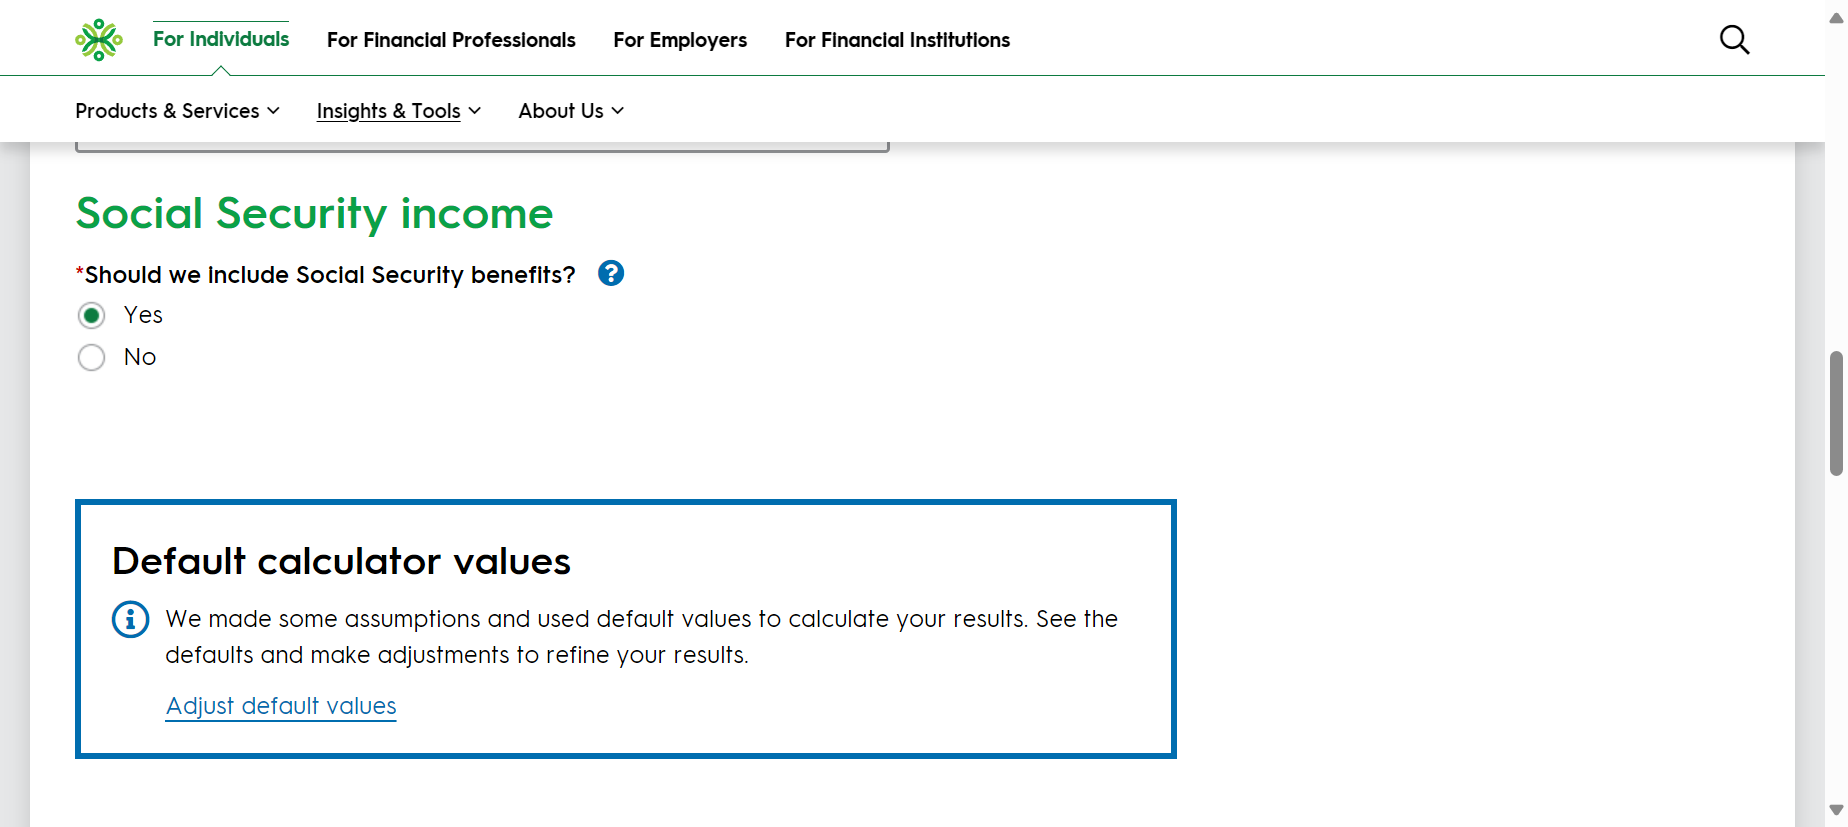 For Individuals For Financial Professionals For Employers For Financial Institutions
Products & Services Insights & Tools About Us
Social Security income
*Should we include Social Security benefits? ?
Yes
No
Default calculator values
We made some assumptions and used default values to calculate your results. See the
defaults and make adjustments to refine your results.
Adjust default values